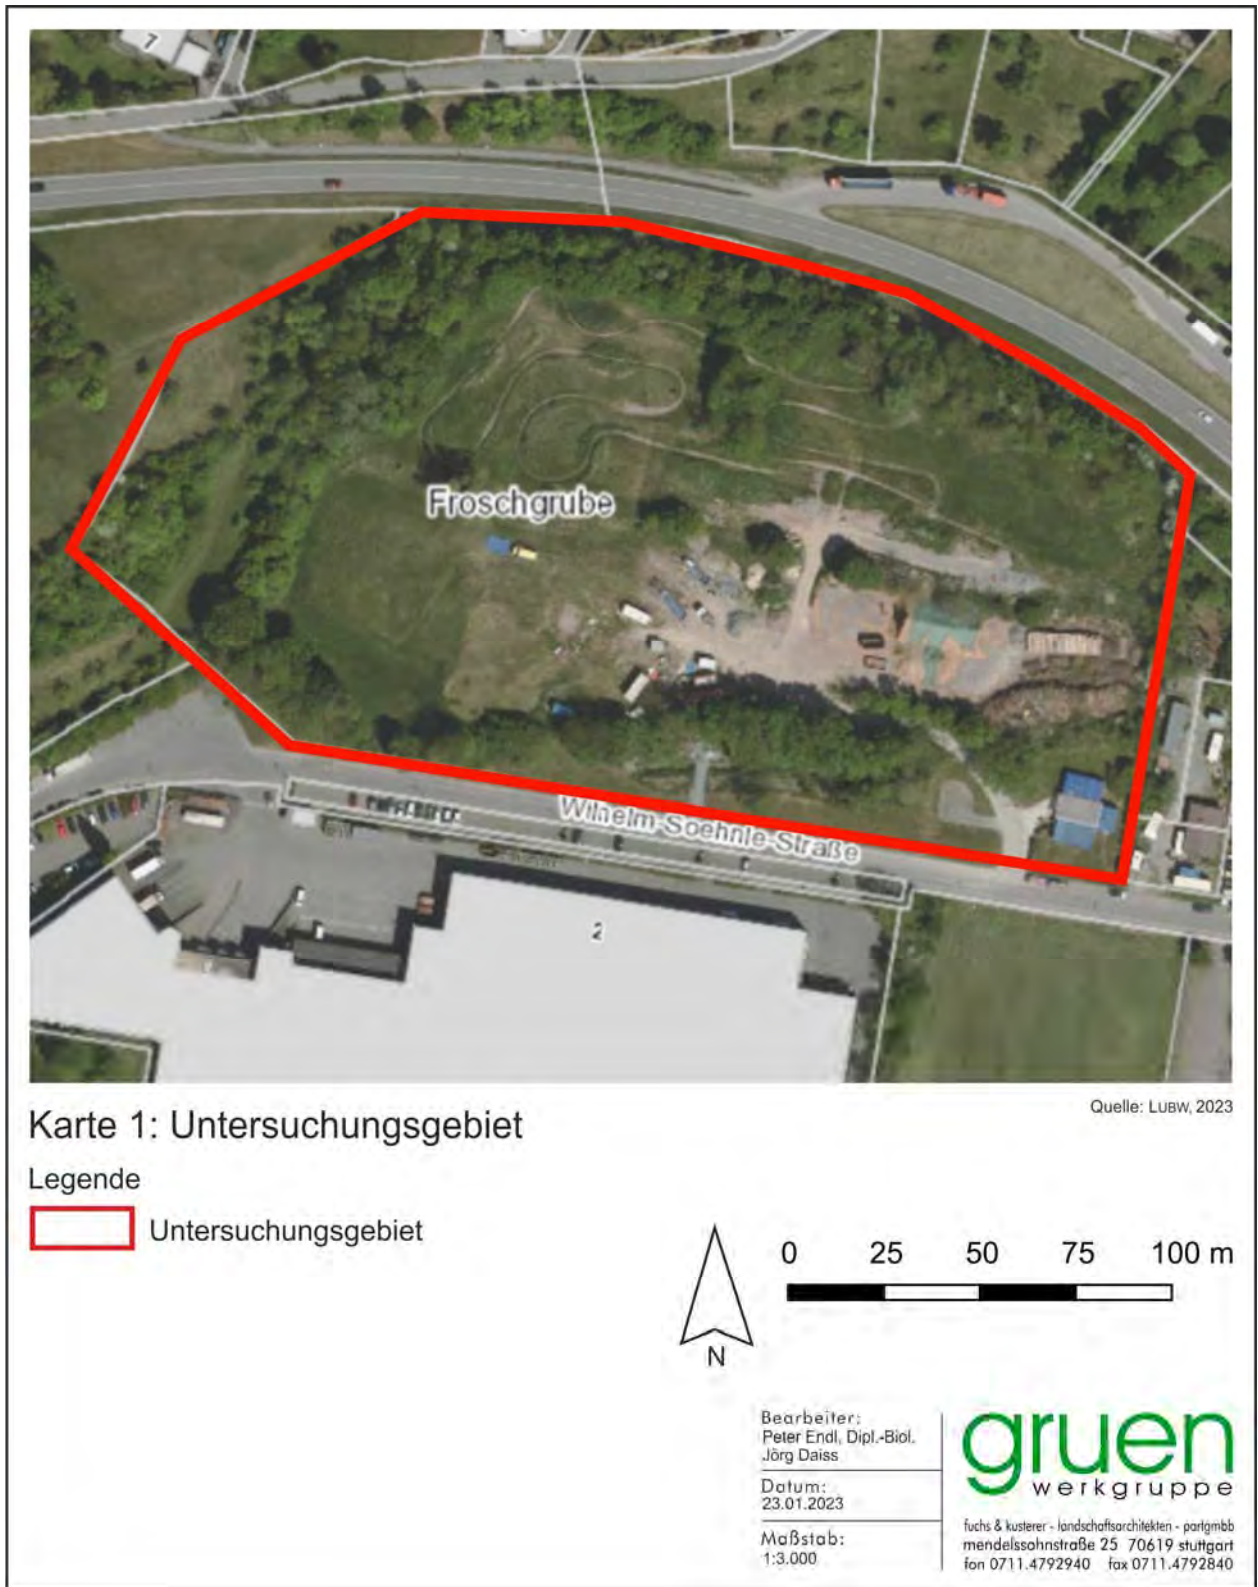 7
Froschgrube
Wilhelm-Soehnle-Straße
2
Quelle: LUBW, 2023
Karte 1: Untersuchungsgebiet
Legende
Untersuchungsgebiet
0 25 50 75 100 m
N
Bearbeiter:
Peter Endl, Dipl.-Biol.
Jörg Daiss
Datum:
23.01.2023
Maßstab:
1:3.000
gruen
werkgruppe
fuchs & kusterer - landschaftsarchitekten - partgmbb
mendelssohnstraße 25 70619 stuttgart
fon 0711.4792940 fax 0711.4792840